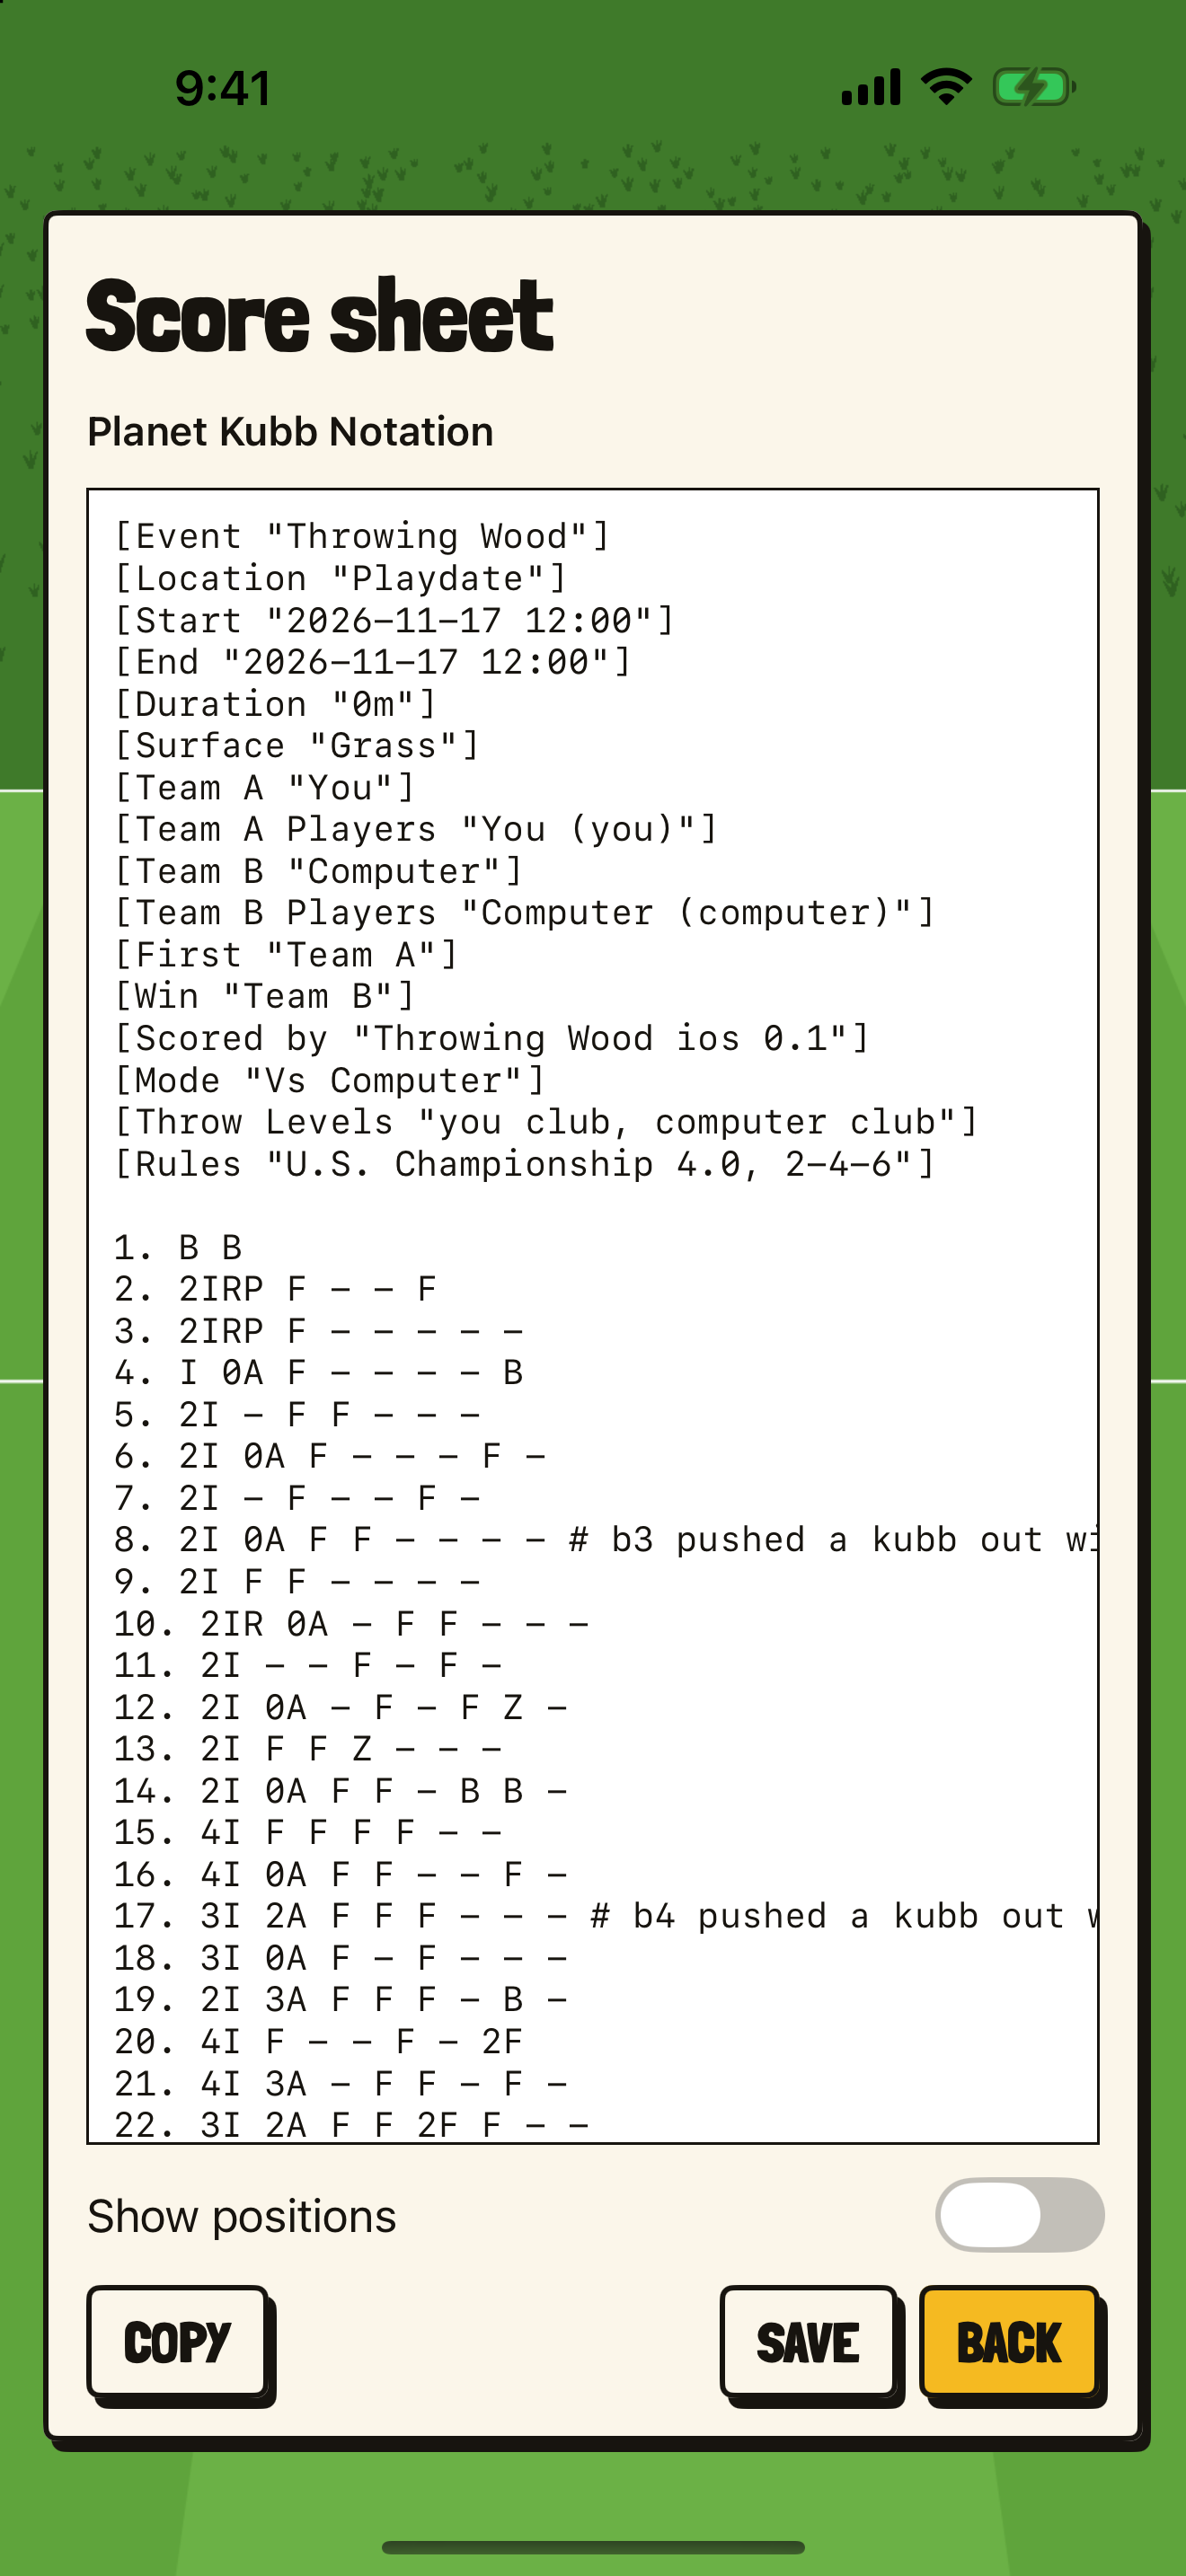 9:41
Score sheet
Planet Kubb Notation
[Event "Throwing Wood"]
[Location "Playdate"]
[Start "2026-11-17 12:00"]
[End "2026-11-17 12:00"]
[Duration "0m"]
[Surface "Grass"]
[Team A "You"]
[Team A Players "You (you)"]
[Team B "Computer"]
[Team B Players "Computer (computer)"]
[First "Team A"]
[Win "Team B"]
[Scored by "Throwing Wood ios 0.1"]
[Mode "Vs Computer"]
[Throw Levels "you club, computer club"]
[Rules "U.S. Championship 4.0, 2-4-6"]
1. B B
2. 2IRP F - - F
3. 2IRP F - - - - -
4. I 0A F - - - - B
5. 2I - F F - - -
6. 2I 0A F - - - F -
7. 2I - F - - F -
8. 2I 0A F F - - - - # b3 pushed a kubb out wi
9. 2I F F - - - -
10. 2IR 0A - F F - - -
11. 2I - - F - F -
12. 2I 0A - F - F Z -
13. 2I F F Z - - -
14. 2I 0A F F - B B -
15. 4I F F F F - -
16. 4I 0A F F - - F -
17. 3I 2A F F F - - - # b4 pushed a kubb out w
18. 3I 0A F - F - - -
19. 2I 3A F F F - B -
20. 4I F - - F - 2F
21. 4I 3A - F F - F -
22. 3I 2A F F 2F F - -
Show positions
COPY SAVE BACK